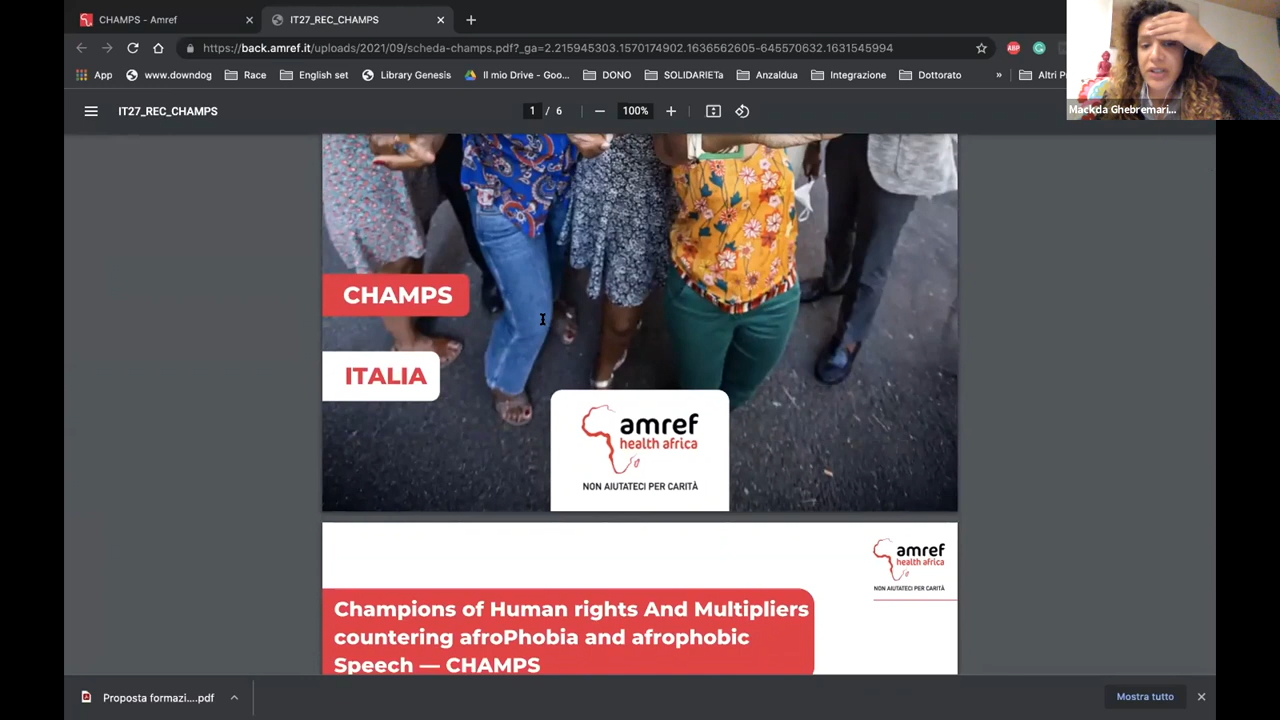 CHAMPS - Amref
IT27_REC_CHAMPS
https://back.amref.it/uploads/2021/09/scheda-champs.pdf?_ga=2.215945303.1570174902.1636562605-645570632.1631545994
ABP
App
www.downdog
Race
English set
Library Genesis
Il mio Drive - Goo...
DONO
SOLIDARIETa
Anzaldua
Integrazione
Dottorato
»
Altri Pr
Mackda Ghebremari...
IT27_REC_CHAMPS
1 / 6
100%
CHAMPS
ITALIA
amref
health africa
NON AIUTATECI PER CARITÀ
amref
health africa
NON AIUTATECI PER CARITÀ
Champions of Human rights And Multipliers
countering afroPhobia and afrophobic
Speech — CHAMPS
Proposta formazi....pdf
Mostra tutto